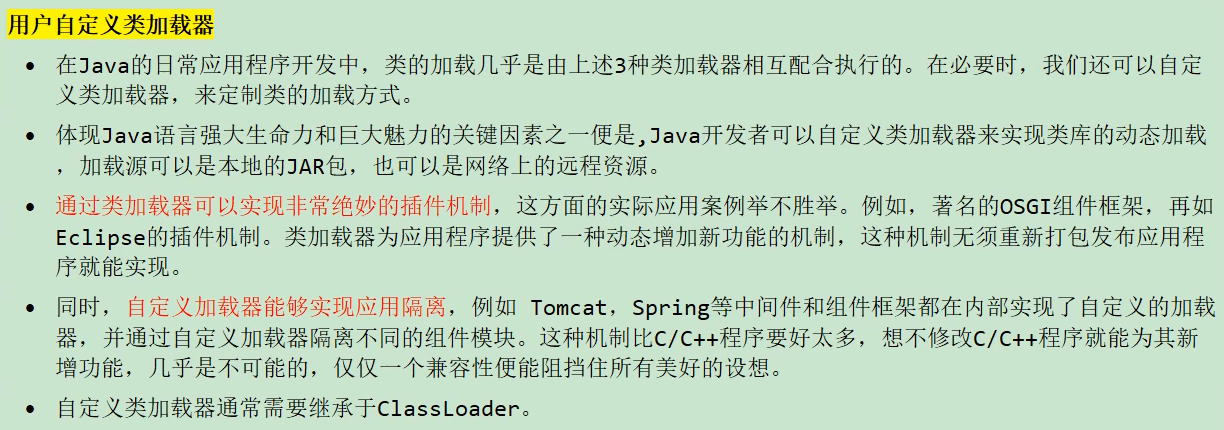 用户自定义类加载器
• 在Java的日常应用程序开发中，类的加载几乎是由上述3种类加载器相互配合执行的。在必要时，我们还可以自定
义类加载器，来定制类的加载方式。
• 体现Java语言强大生命力和巨大魅力的关键因素之一便是,Java开发者可以自定义类加载器来实现类库的动态加载
，加载源可以是本地的JAR包，也可以是网络上的远程资源。
• 通过类加载器可以实现非常绝妙的插件机制，这方面的实际应用案例举不胜举。例如，著名的OSGI组件框架，再如
Eclipse的插件机制。类加载器为应用程序提供了一种动态增加新功能的机制，这种机制无须重新打包发布应用程
序就能实现。
• 同时，自定义加载器能够实现应用隔离，例如 Tomcat，Spring等中间件和组件框架都在内部实现了自定义的加载
器，并通过自定义加载器隔离不同的组件模块。这种机制比C/C++程序要好太多，想不修改C/C++程序就能为其新
增功能，几乎是不可能的，仅仅一个兼容性便能阻挡住所有美好的设想。
• 自定义类加载器通常需要继承于ClassLoader。